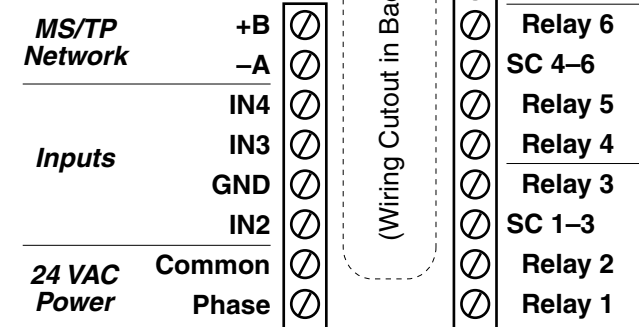 MS/TP
Network
+B
–A
IN4
Inputs
IN3
GND
IN2
24 VAC
Power
Common
Phase
(Wiring Cutout in Bac
Relay 6
SC 4–6
Relay 5
Relay 4
Relay 3
SC 1–3
Relay 2
Relay 1